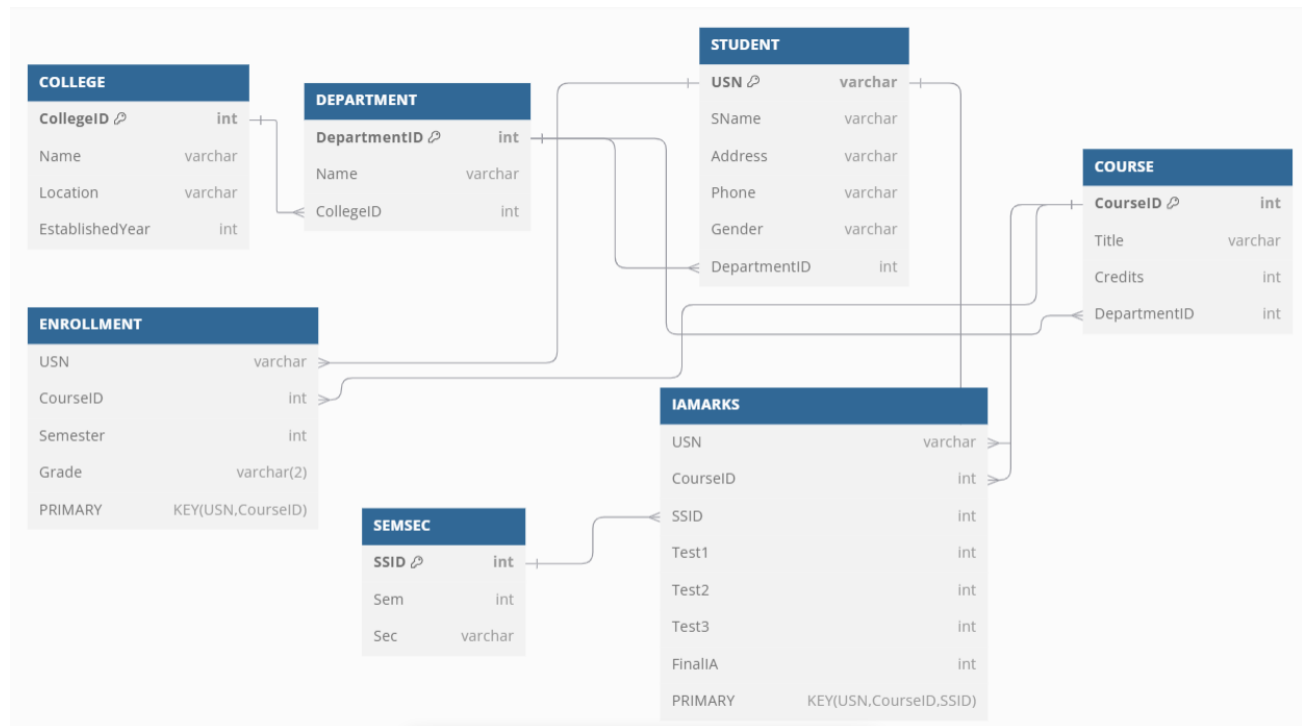 COLLEGE
CollegeID int
Name varchar
Location varchar
EstablishedYear int
DEPARTMENT
DepartmentID int
Name varchar
CollegeID int
STUDENT
USN varchar
SName varchar
Address varchar
Phone varchar
Gender varchar
DepartmentID int
COURSE
CourseID int
Title varchar
Credits int
DepartmentID int
ENROLLMENT
USN varchar
CourseID int
Semester int
Grade varchar(2)
PRIMARY KEY(USN,CourseID)
SEMSEC
SSID int
Sem int
Sec varchar
IAMARKS
USN varchar
CourseID int
SSID int
Test1 int
Test2 int
Test3 int
FinalIA int
PRIMARY KEY(USN,CourseID,SSID)